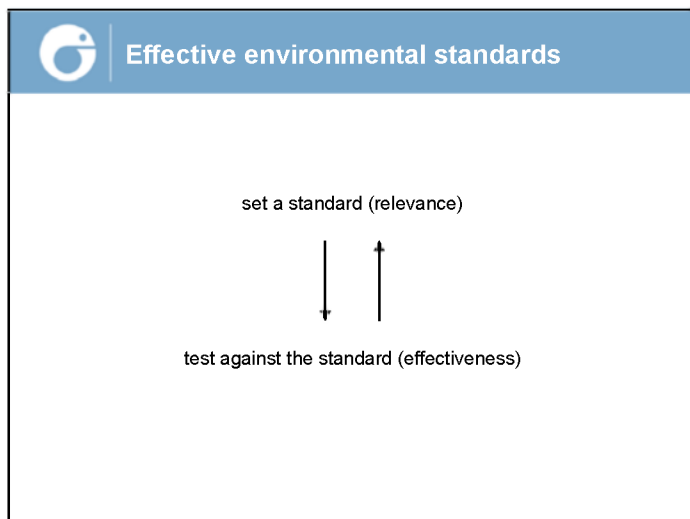 Effective environmental standards
set a standard (relevance)
test against the standard (effectiveness)